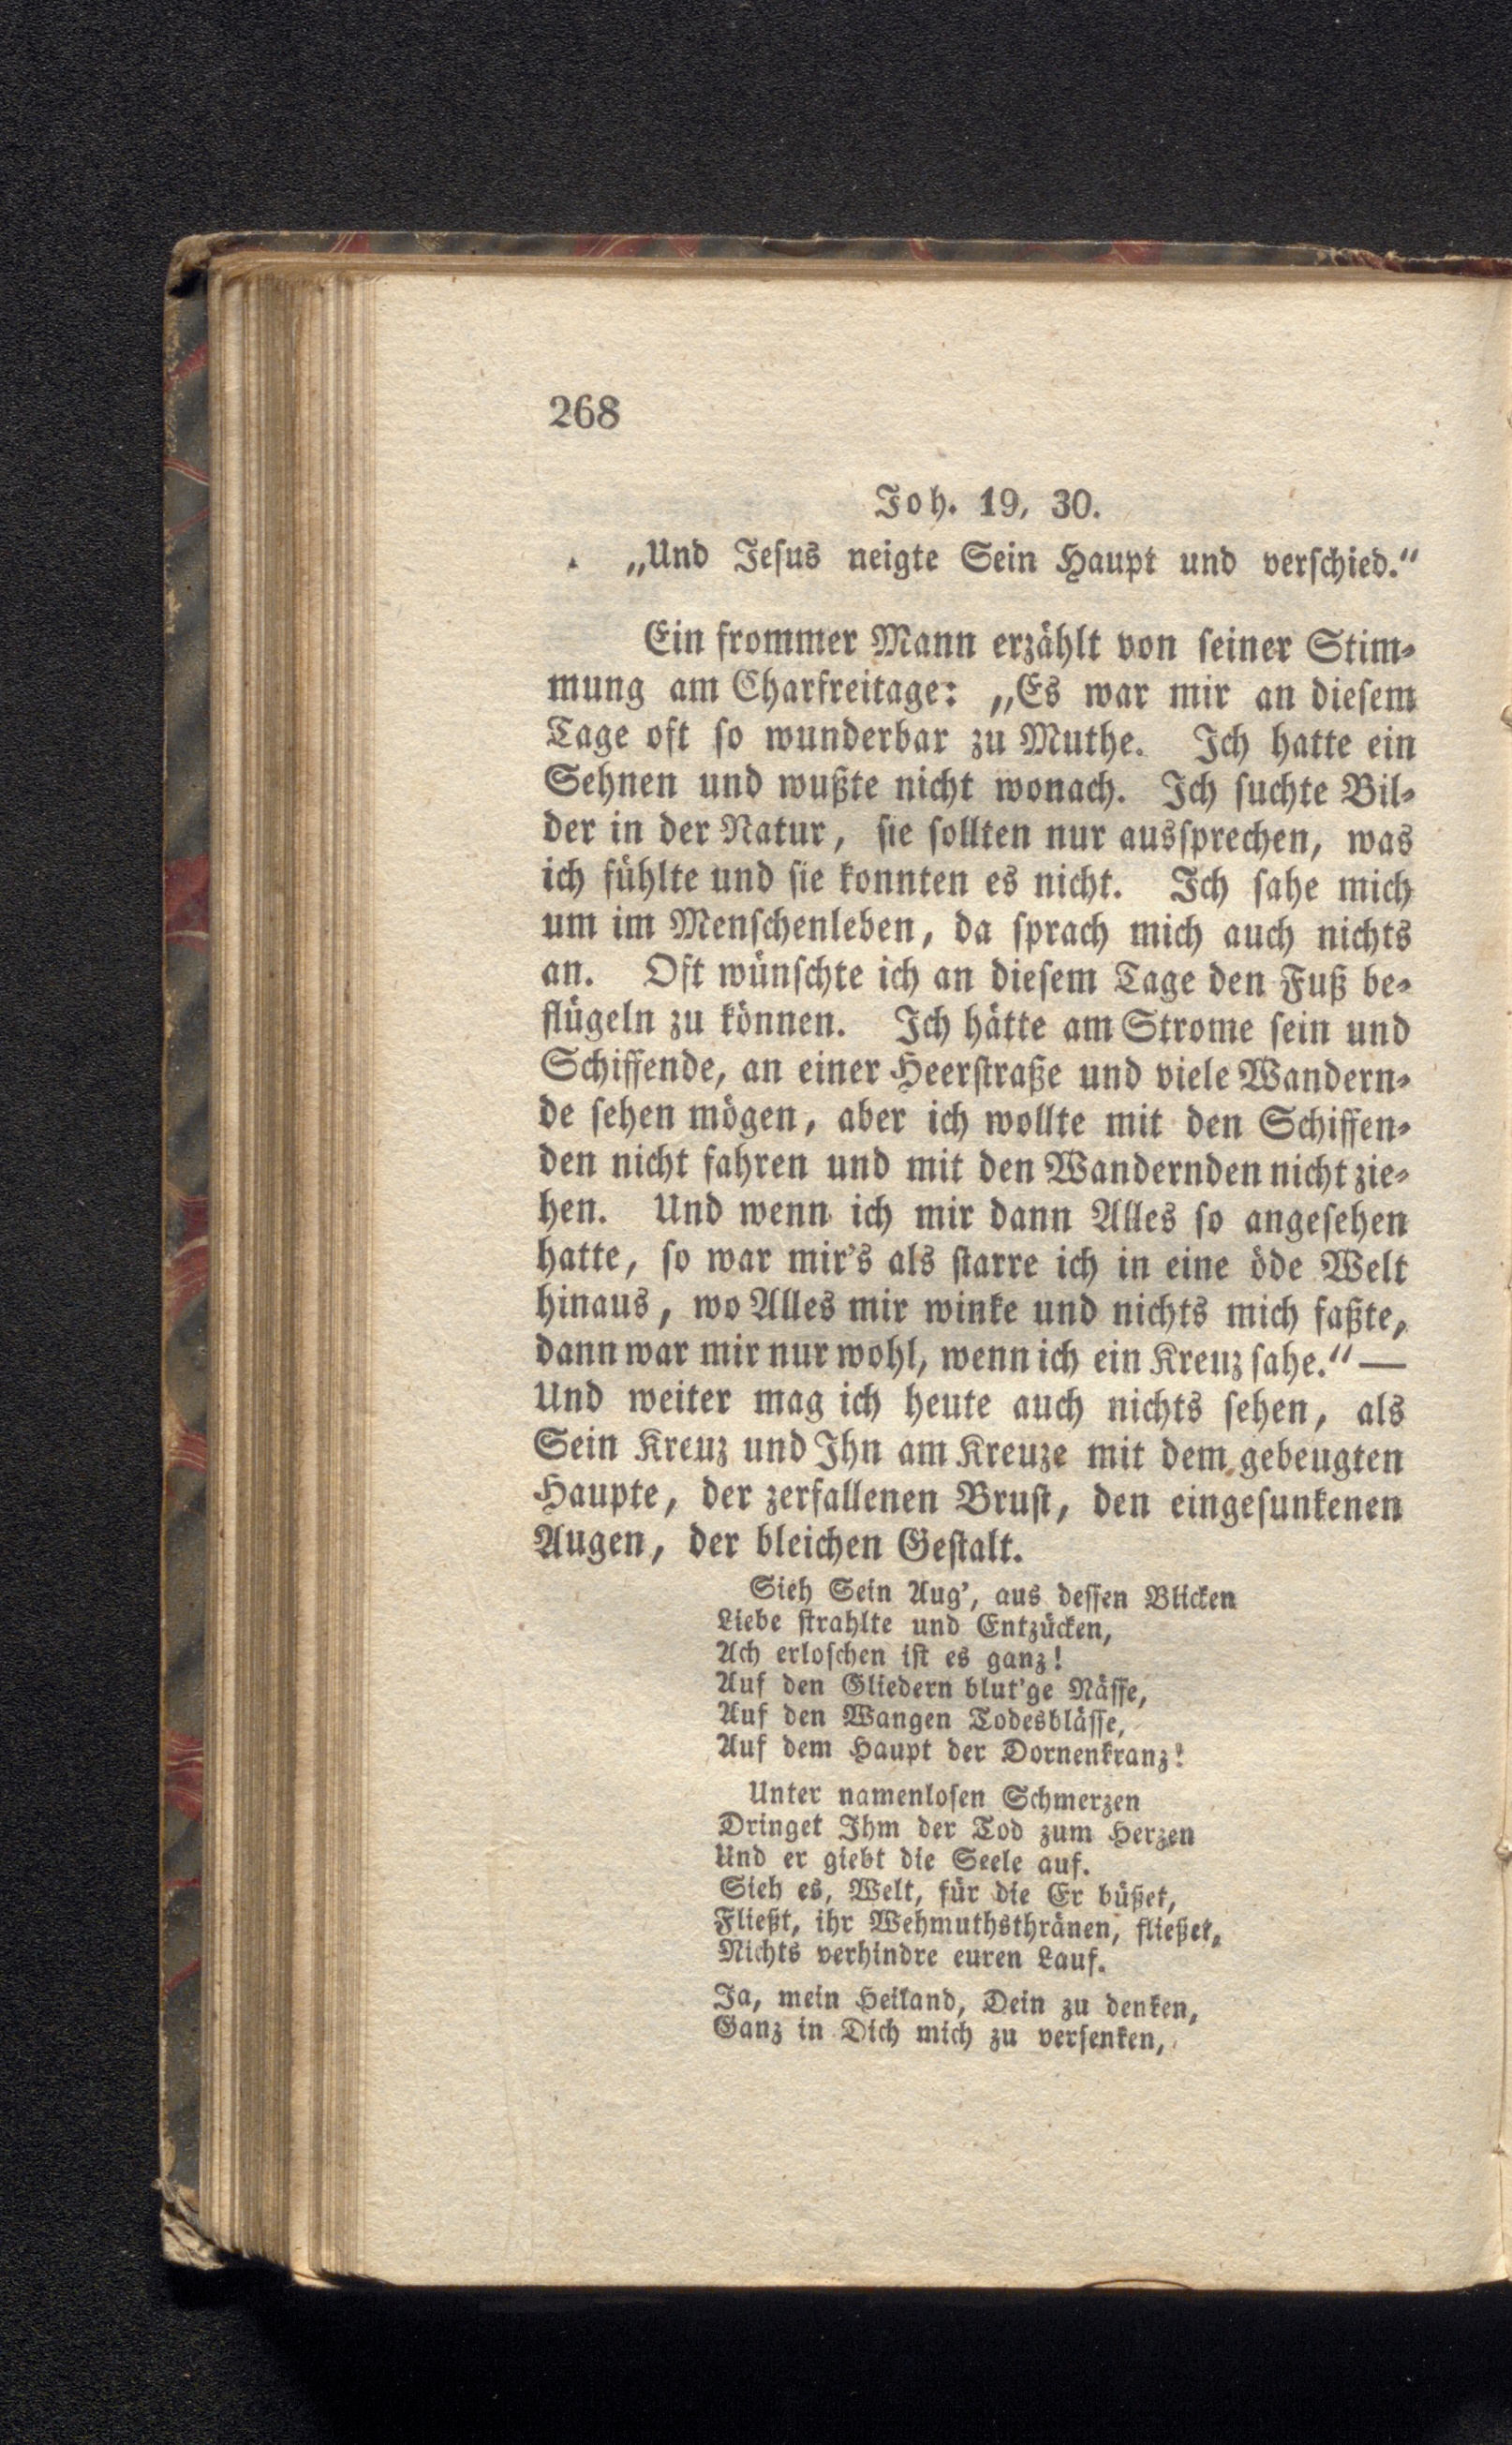 268
Joh. 19, 30.
„Und Jeſus neigte Sein Haupt und verſchied.“
Ein frommer Mann erzählt von ſeiner Stim⸗
mung am Charfreitage: „Es war mir an dieſem
Tage oft ſo wunderbar zu Muthe. Ich hatte ein
Sehnen und wußte nicht wonach. Ich ſuchte Bil⸗
der in der Natur, ſie ſollten nur ausſprechen, was
ich fühlte und ſie konnten es nicht. Ich ſahe mich
um im Menſchenleben, da ſprach mich auch nichts
an. Oft wünſchte ich an dieſem Tage den Fuß be⸗
flügeln zu können. Ich hätte am Strome ſein und
Schiffende, an einer Heerſtraße und viele Wandern⸗
de ſehen mögen, aber ich wollte mit den Schiffen⸗
den nicht fahren und mit den Wandernden nicht zie⸗
hen. Und wenn ich mir dann Alles ſo angeſehen
hatte, ſo war mir's als ſtarre ich in eine öde Welt
hinaus, wo Alles mir winke und nichts mich faßte,
dann war mir nur wohl, wenn ich ein Kreuz ſahe.“ —
Und weiter mag ich heute auch nichts ſehen, als
Sein Kreuz und Ihn am Kreuze mit dem gebeugten
Haupte, der zerfallenen Bruſt, den eingeſunkenen
Augen, der bleichen Geſtalt.
Sieh Sein Aug', aus deſſen Blicken
Liebe ſtrahlte und Entzücken,
Ach erloſchen iſt es ganz!
Auf den Gliedern blut'ge Näſſe,
Auf den Wangen Todesbläſſe,
Auf dem Haupt der Dornenkranz!
Unter namenloſen Schmerzen
Dringet Ihm der Tod zum Herzen
Und er giebt die Seele auf.
Sieh es, Welt, für die Er büßet,
Fließt, ihr Wehmuthsthränen, fließet,
Nichts verhindre euren Lauf.
Ja, mein Heiland, Dein zu denken,
Ganz in Dich mich zu verſenken,